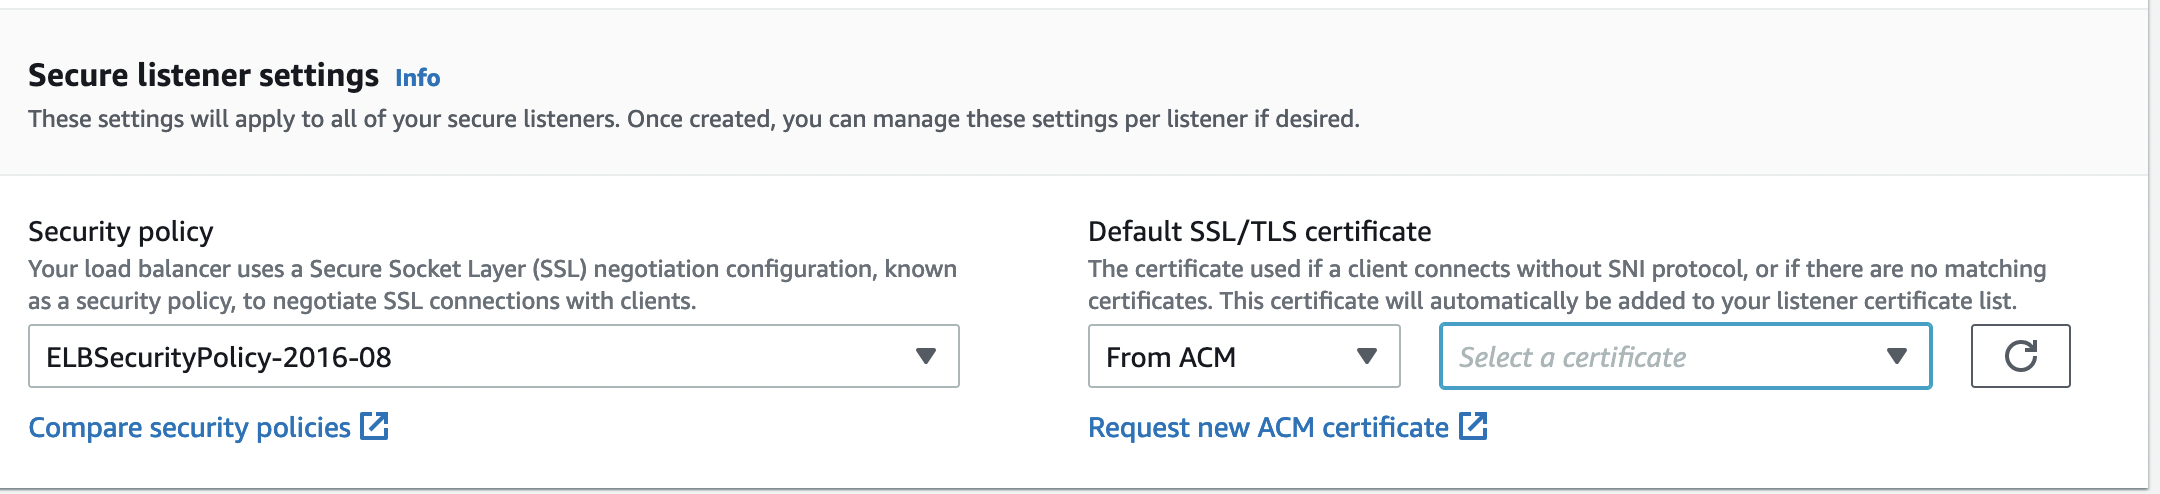 Secure listener settings Info
These settings will apply to all of your secure listeners. Once created, you can manage these settings per listener if desired.
Security policy
Your load balancer uses a Secure Socket Layer (SSL) negotiation configuration, known
as a security policy, to negotiate SSL connections with clients.
ELBSecurityPolicy-2016-08
Compare security policies
Default SSL/TLS certificate
The certificate used if a client connects without SNI protocol, or if there are no matching
certificates. This certificate will automatically be added to your listener certificate list.
From ACM
Select a certificate
Request new ACM certificate